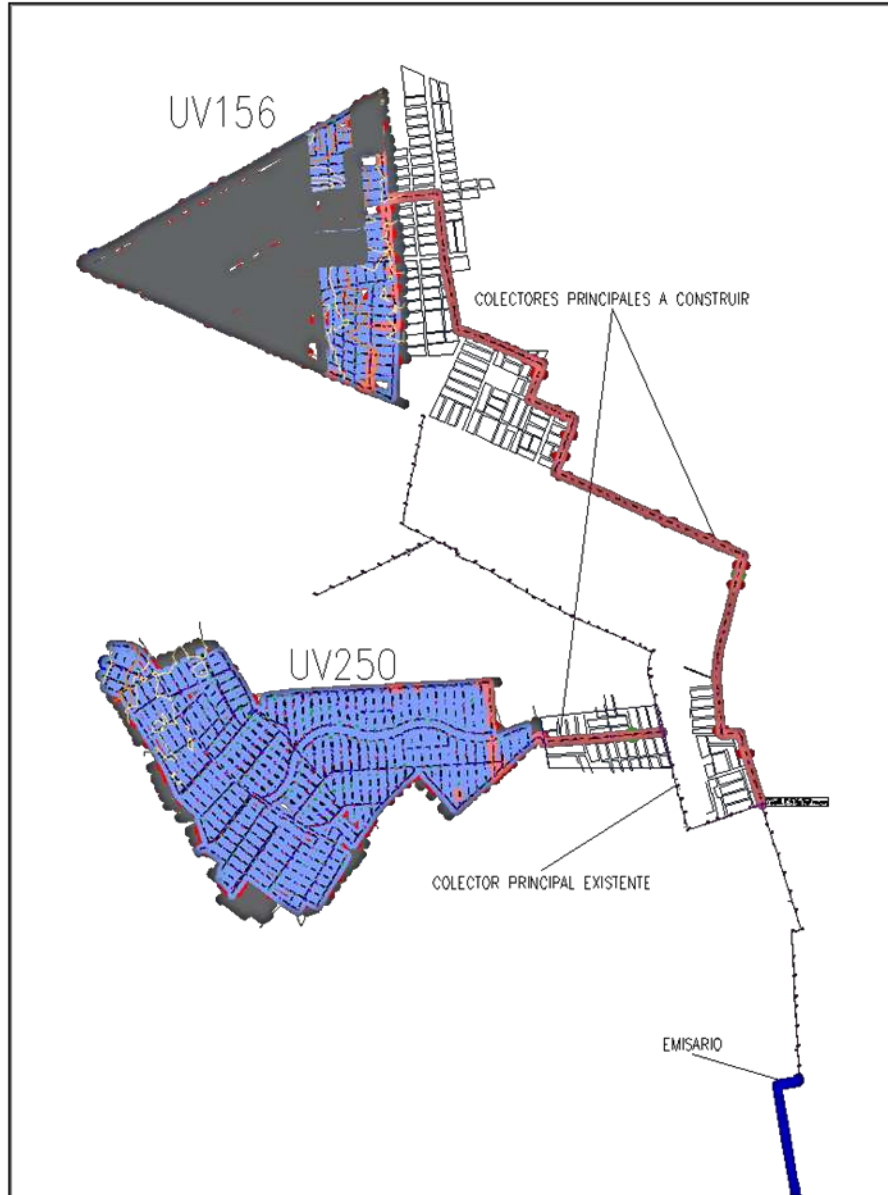 UV156
COLECTORES PRINCIPALES A CONSTRUIR
UV250
COLECTOR PRINCIPAL EXISTENTE
EMISARIO